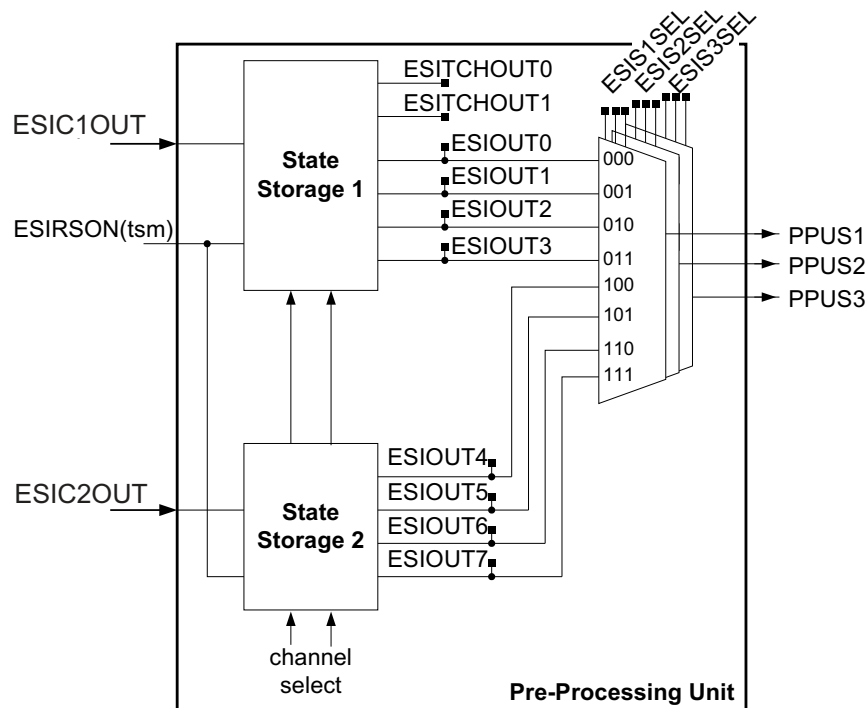 ESIS1SEL
ESIS2SEL
ESIS3SEL
ESITCHOUT0
ESITCHOUT1
ESIC1OUT
State
Storage 1
ESIOUT0
000
ESIOUT1
001
ESIOUT2
010
ESIRSON(tsm)
ESIOUT3
011
PPUS1
PPUS2
PPUS3
100
101
110
111
ESIOUT4
ESIC2OUT
ESIOUT5
State
Storage 2
ESIOUT6
ESIOUT7
channel
select
Pre-Processing Unit